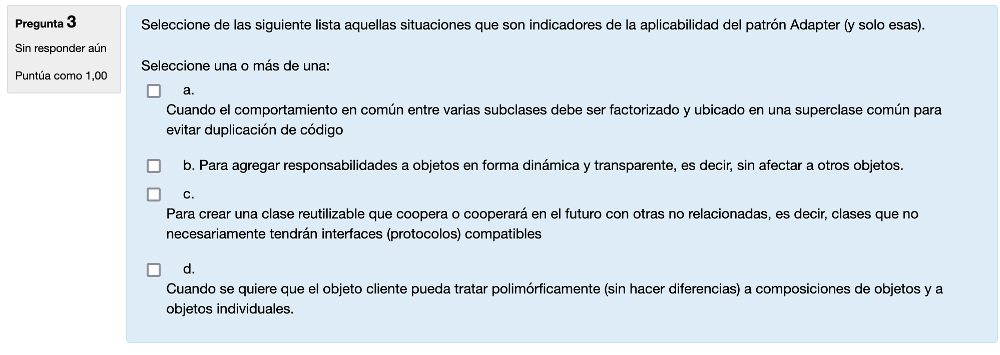 Pregunta 3
Sin responder aún
Puntúa como 1,00
Seleccione de las siguiente lista aquellas situaciones que son indicadores de la aplicabilidad del patrón Adapter (y solo esas).
Seleccione una o más de una:
a.
Cuando el comportamiento en común entre varias subclases debe ser factorizado y ubicado en una superclase común para
evitar duplicación de código
b. Para agregar responsabilidades a objetos en forma dinámica y transparente, es decir, sin afectar a otros objetos.
c.
Para crear una clase reutilizable que coopera o cooperará en el futuro con otras no relacionadas, es decir, clases que no
necesariamente tendrán interfaces (protocolos) compatibles
d.
Cuando se quiere que el objeto cliente pueda tratar polimórficamente (sin hacer diferencias) a composiciones de objetos y a
objetos individuales.